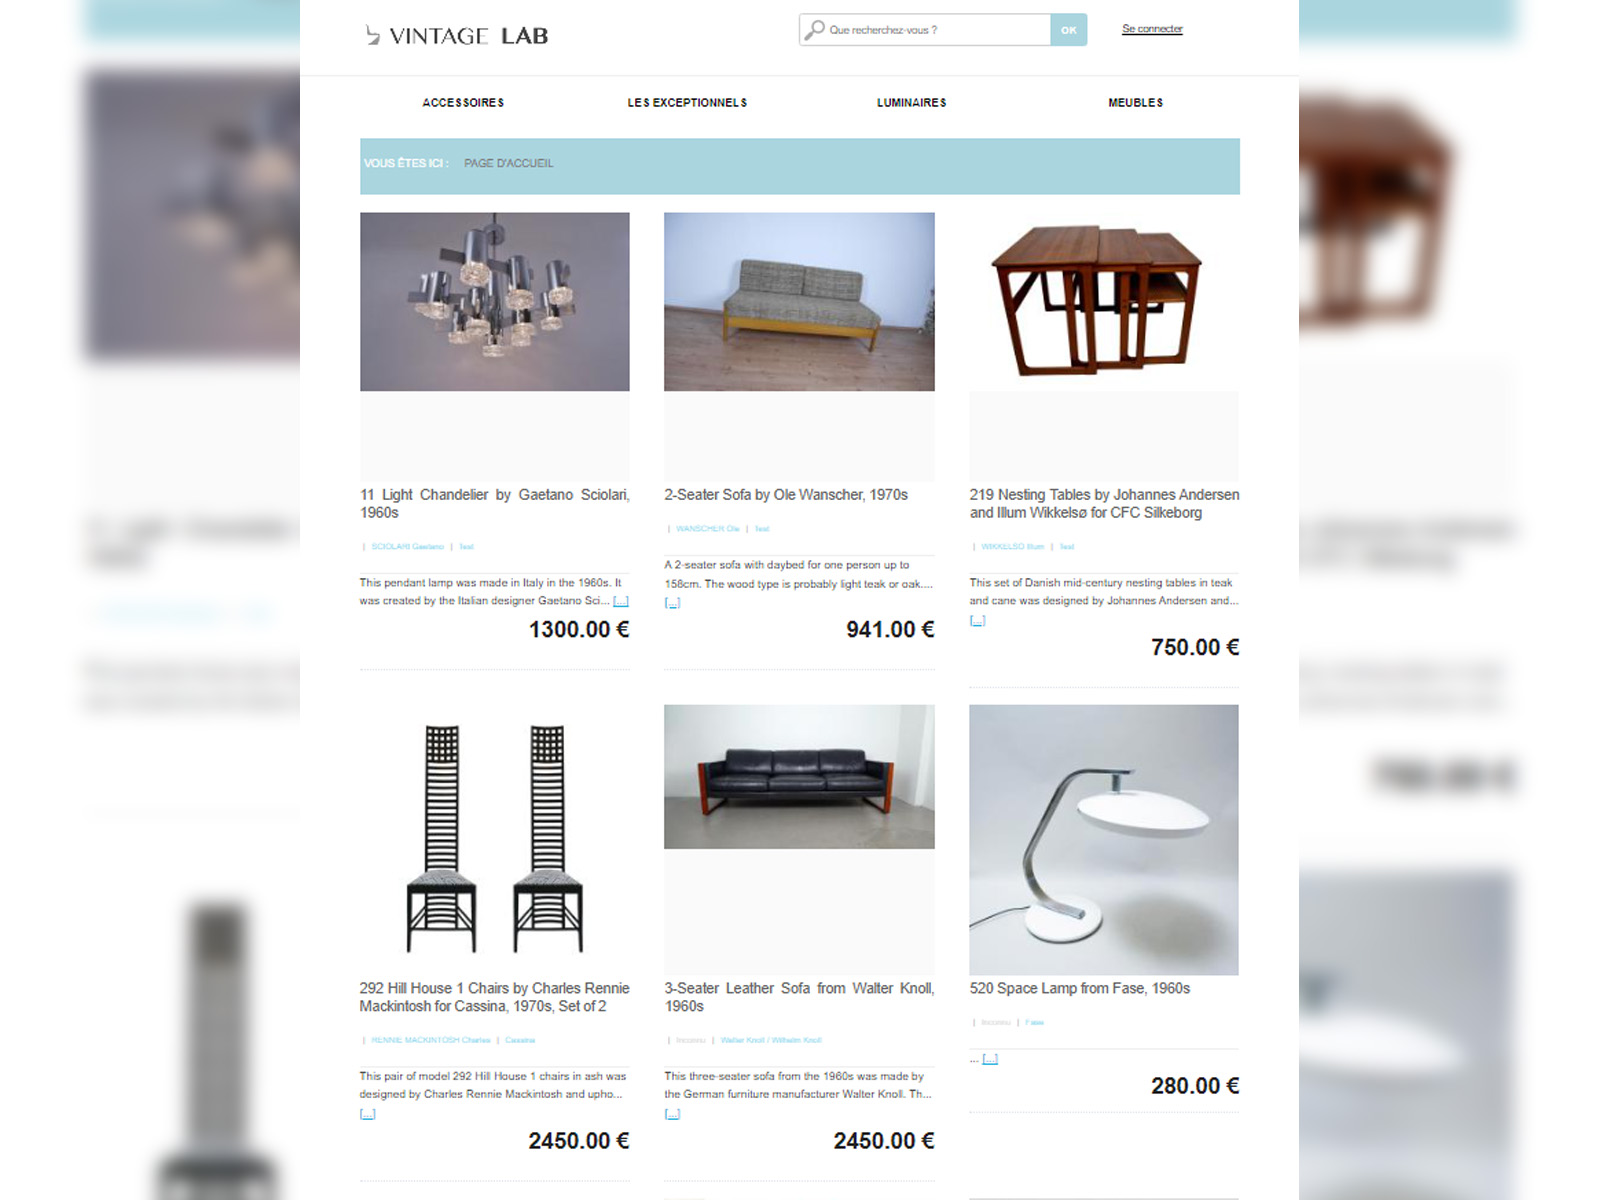 VINTAGE LAB
Que recherchez-vous ?
OK
Se connecter
ACCESSOIRES
LES EXCEPTIONNELS
LUMINAIRES
MEUBLES
VOUS ÊTES ICI : PAGE D'ACCUEIL
11 Light Chandelier by Gaetano Sciolari,
1960s
| SCIOLARI Gaetano | Test
This pendant lamp was made in Italy in the 1960s. It
was created by the Italian designer Gaetano Sci... [...]
1300.00 €
2-Seater Sofa by Ole Wanscher, 1970s
| WANSCHER Ole | Test
A 2-seater sofa with daybed for one person up to
158cm. The wood type is probably light teak or oak....
[...]
941.00 €
219 Nesting Tables by Johannes Andersen
and Illum Wikkelsø for CFC Silkeborg
| WIKKELSO Illum | Test
This set of Danish mid-century nesting tables in teak
and cane was designed by Johannes Andersen and...
[...]
750.00 €
292 Hill House 1 Chairs by Charles Rennie
Mackintosh for Cassina, 1970s, Set of 2
| RENNIE MACKINTOSH Charles | Cassina
This pair of model 292 Hill House 1 chairs in ash was
designed by Charles Rennie Mackintosh and upho...
[...]
2450.00 €
3-Seater Leather Sofa from Walter Knoll,
1960s
| Inconnu | Walter Knoll / Wilhelm Knoll
This three-seater sofa from the 1960s was made by
the German furniture manufacturer Walter Knoll. Th...
[...]
2450.00 €
520 Space Lamp from Fase, 1960s
| Inconnu | Fase
... [...]
280.00 €
750.00 €